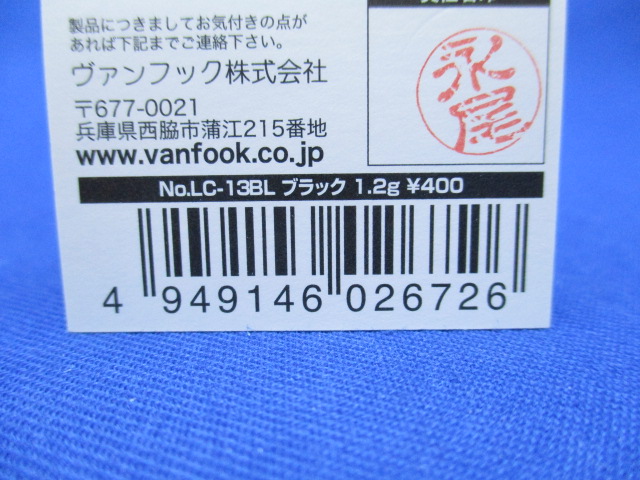 製品につきましてお気付きの点が
あれば下記までご連絡下さい。
ヴァンフック株式会社
〒677-0021
兵庫県西脇市蒲江215番地
www.vanfook.co.jp
永尾
No.LC-13BL ブラック 1.2g ¥400
4 949146 026726